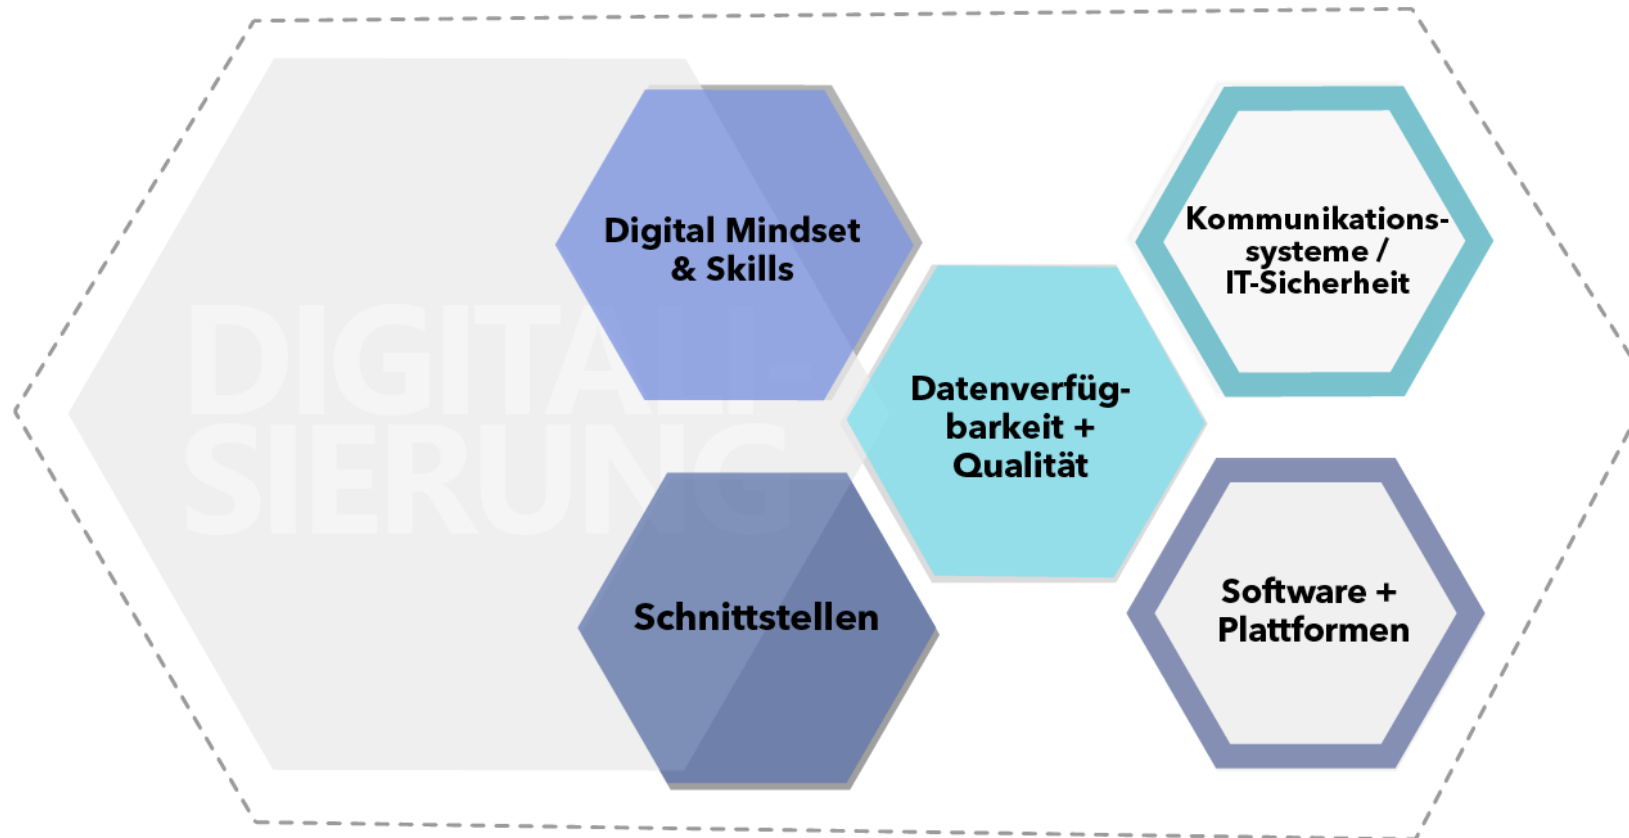 DIGITALI-
SIERUNG
Digital Mindset
& Skills
Datenverfüg-
barkeit +
Qualität
Schnittstellen
Kommunikations-
systeme /
IT-Sicherheit
Software +
Plattformen